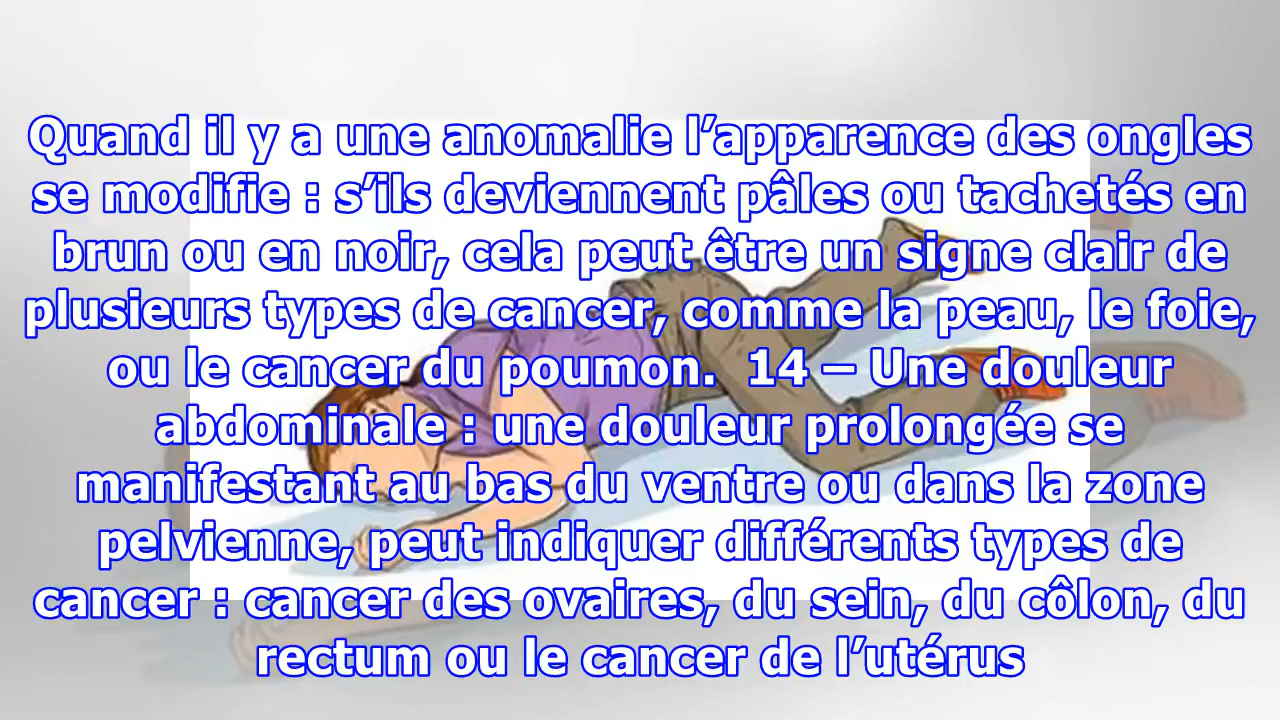 Quand il y a une anomalie l’apparence des ongles
se modifie : s’ils deviennent pâles ou tachetés en
brun ou en noir, cela peut être un signe clair de
plusieurs types de cancer, comme la peau, le foie,
ou le cancer du poumon.  14 – Une douleur
abdominale : une douleur prolongée se
manifestant au bas du ventre ou dans la zone
pelvienne, peut indiquer différents types de
cancer : cancer des ovaires, du sein, du côlon, du
rectum ou le cancer de l’utérus